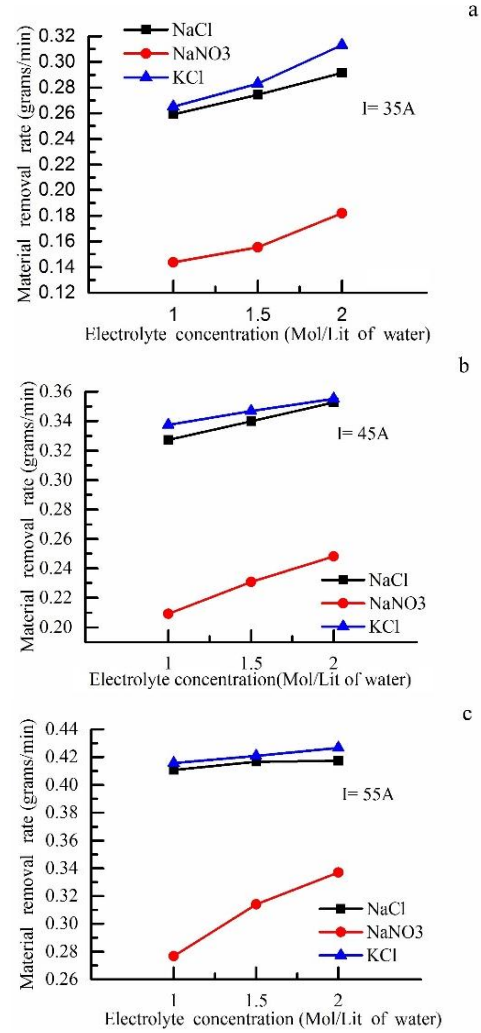 a
NaCl
NaNO3
KCl
I= 35A
0.32
0.30
0.28
0.26
0.24
0.22
0.20
0.18
0.16
0.14
0.12
Material removal rate (grams/min)
1 1.5 2
Electrolyte concentration (Mol/Lit of water)
b
0.36
0.34
0.32
0.30
0.28
0.26
0.24
0.22
0.20
Material removal rate (grams/min)
I= 45A
NaCl
NaNO3
KCl
1 1.5 2
Electrolyte concentration(Mol/Lit of water)
c
0.44
0.42
0.40
0.38
0.36
0.34
0.32
0.30
0.28
0.26
Material removal rate (grams/min)
I= 55A
NaCl
NaNO3
KCl
1 1.5 2
Electrolyte concentration (Mol/Lit of water)